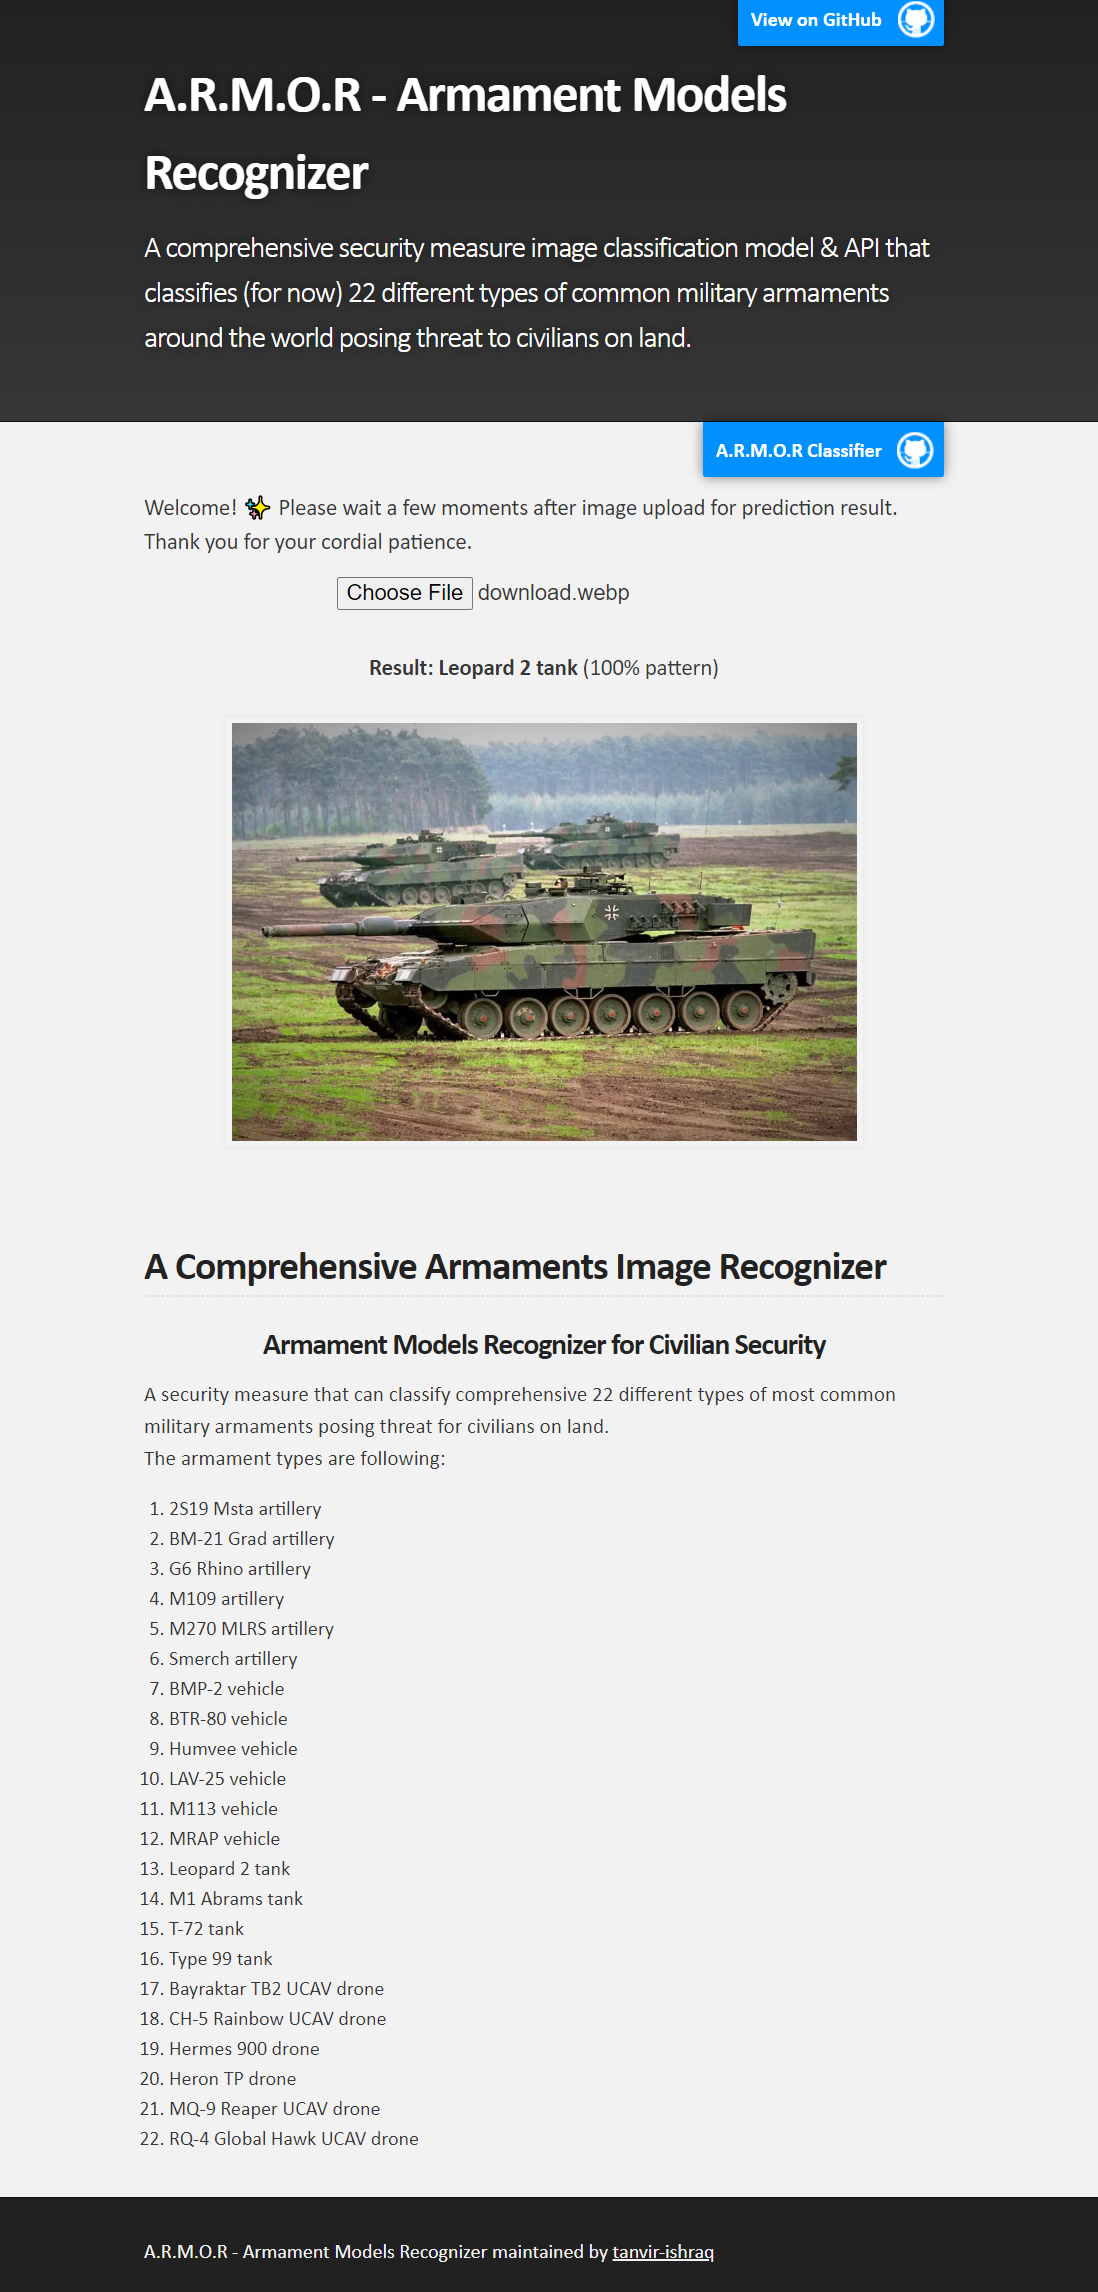 View on GitHub
A.R.M.O.R - Armament Models
Recognizer
A comprehensive security measure image classification model & API that
classifies (for now) 22 different types of common military armaments
around the world posing threat to civilians on land.
A.R.M.O.R Classifier
Welcome! ✨ Please wait a few moments after image upload for prediction result.
Thank you for your cordial patience.
Choose File download.webp
Result: Leopard 2 tank (100% pattern)
A Comprehensive Armaments Image Recognizer
Armament Models Recognizer for Civilian Security
A security measure that can classify comprehensive 22 different types of most common
military armaments posing threat for civilians on land.
The armament types are following:
1. 2S19 Msta artillery
2. BM-21 Grad artillery
3. G6 Rhino artillery
4. M109 artillery
5. M270 MLRS artillery
6. Smerch artillery
7. BMP-2 vehicle
8. BTR-80 vehicle
9. Humvee vehicle
10. LAV-25 vehicle
11. M113 vehicle
12. MRAP vehicle
13. Leopard 2 tank
14. M1 Abrams tank
15. T-72 tank
16. Type 99 tank
17. Bayraktar TB2 UCAV drone
18. CH-5 Rainbow UCAV drone
19. Hermes 900 drone
20. Heron TP drone
21. MQ-9 Reaper UCAV drone
22. RQ-4 Global Hawk UCAV drone
A.R.M.O.R - Armament Models Recognizer maintained by tanvir-ishraq